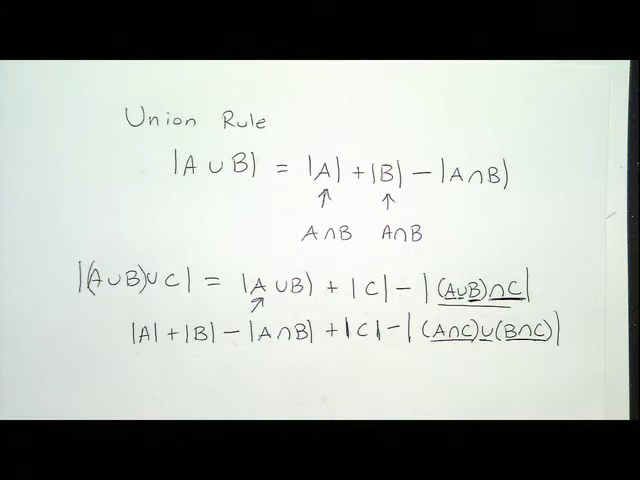 Union Rule
|A ∪ B| = |A| + |B| − |A ∩ B|
A ∩ B A ∩ B
|(A ∪ B) ∪ C| = |A ∪ B| + |C| − |(A ∪ B) ∩ C|
|A| + |B| − |A ∩ B| + |C| − |(A ∩ C) ∪ (B ∩ C)|